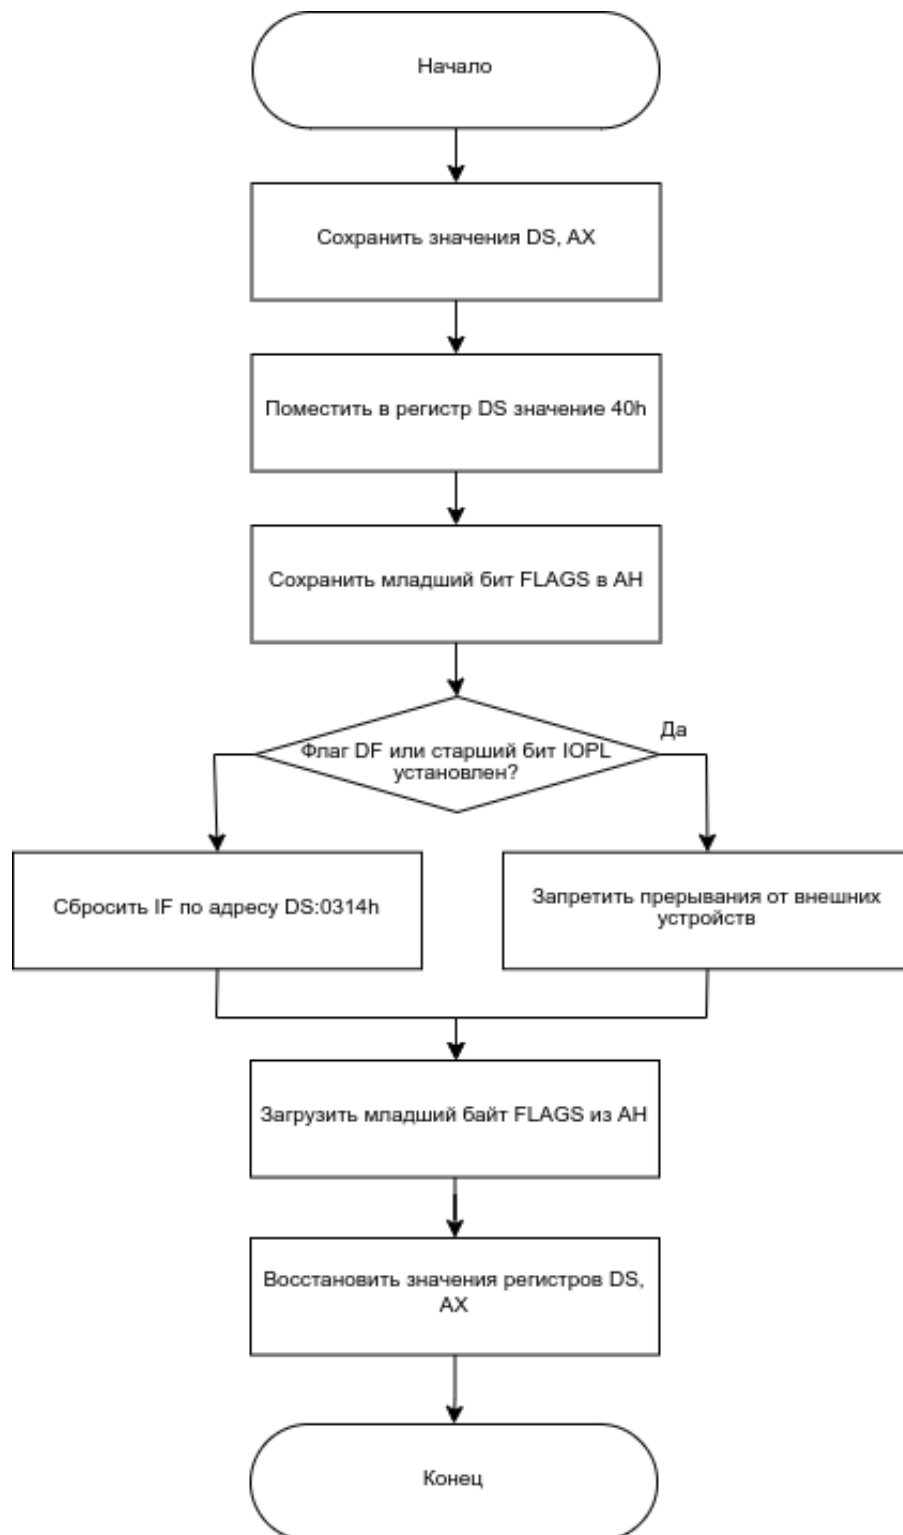 Начало
Сохранить значения DS, AX
Поместить в регистр DS значение 40h
Сохранить младший бит FLAGS в AH
Да
Флаг DF или старший бит IOPL
установлен?
Сбросить IF по адресу DS:0314h
Запретить прерывания от внешних
устройств
Загрузить младший байт FLAGS из AH
Восстановить значения регистров DS,
AX
Конец